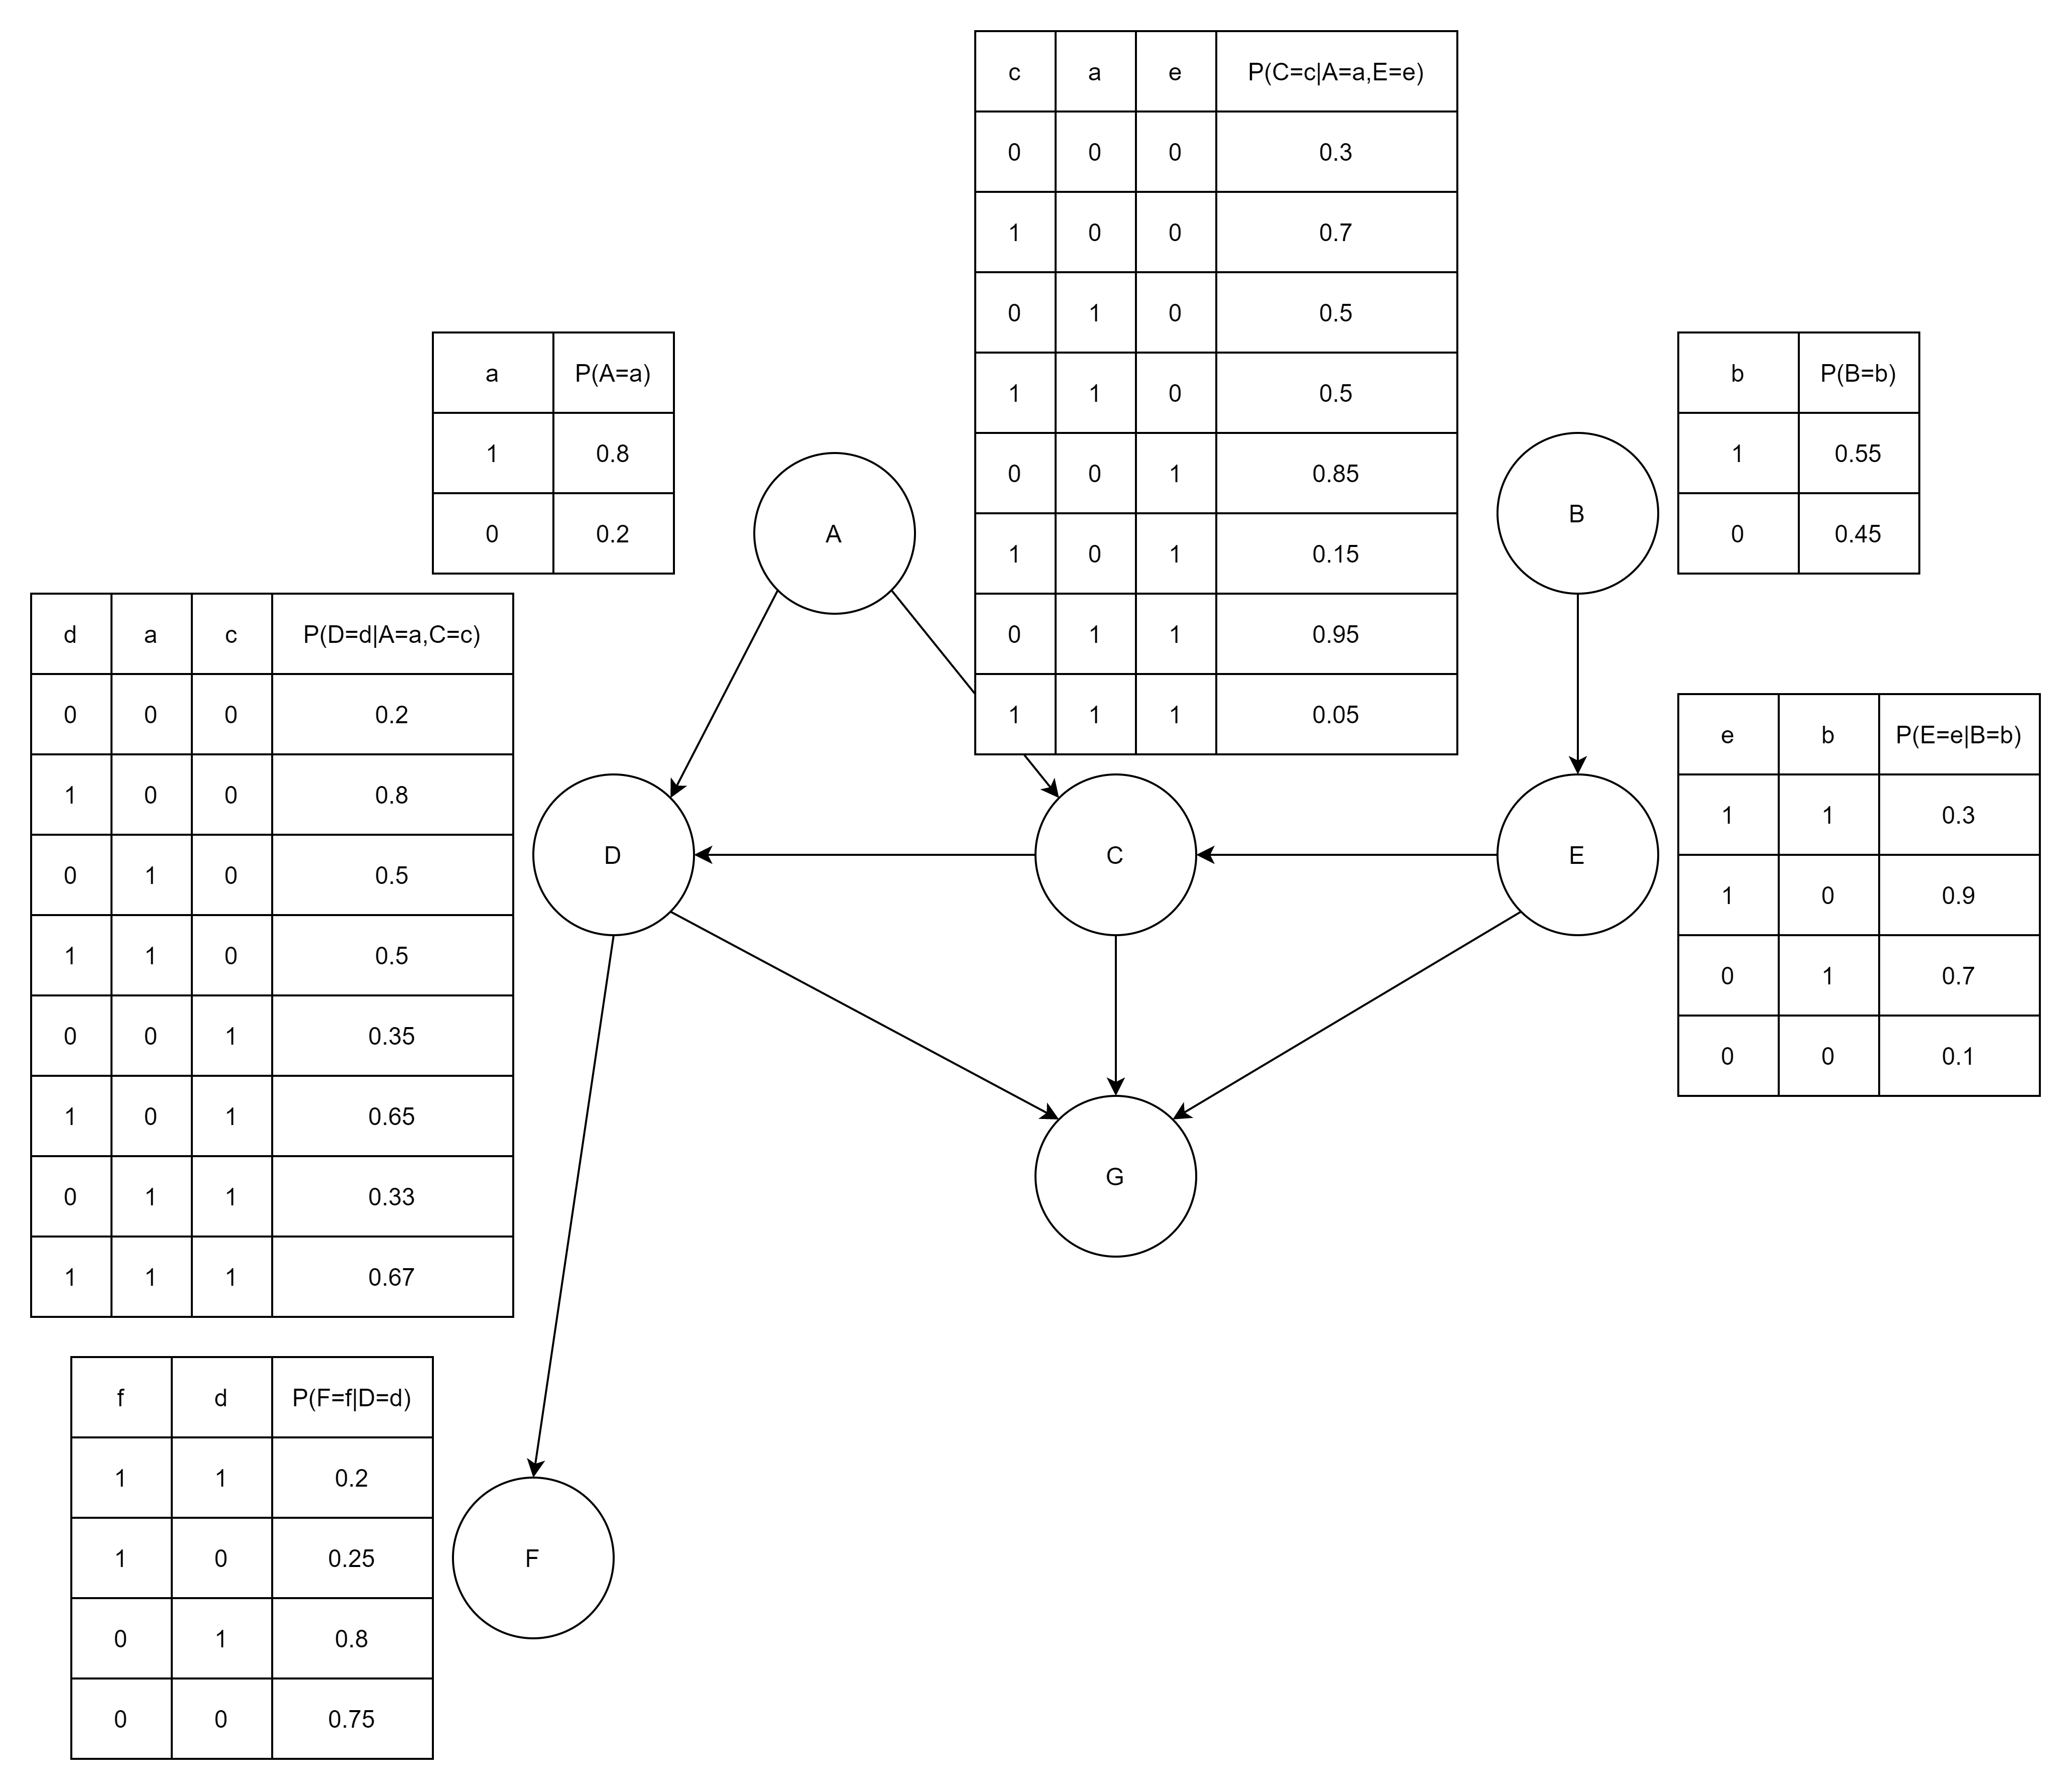 c a e P(C=c|A=a,E=e)
0 0 0 0.3
1 0 0 0.7
0 1 0 0.5
1 1 0 0.5
0 0 1 0.85
1 0 1 0.15
0 1 1 0.95
1 1 1 0.05
a P(A=a)
1 0.8
0 0.2
b P(B=b)
1 0.55
0 0.45
A
B
d a c P(D=d|A=a,C=c)
0 0 0 0.2
1 0 0 0.8
0 1 0 0.5
1 1 0 0.5
0 0 1 0.35
1 0 1 0.65
0 1 1 0.33
1 1 1 0.67
e b P(E=e|B=b)
1 1 0.3
1 0 0.9
0 1 0.7
0 0 0.1
D
C
E
G
f d P(F=f|D=d)
1 1 0.2
1 0 0.25
0 1 0.8
0 0 0.75
F